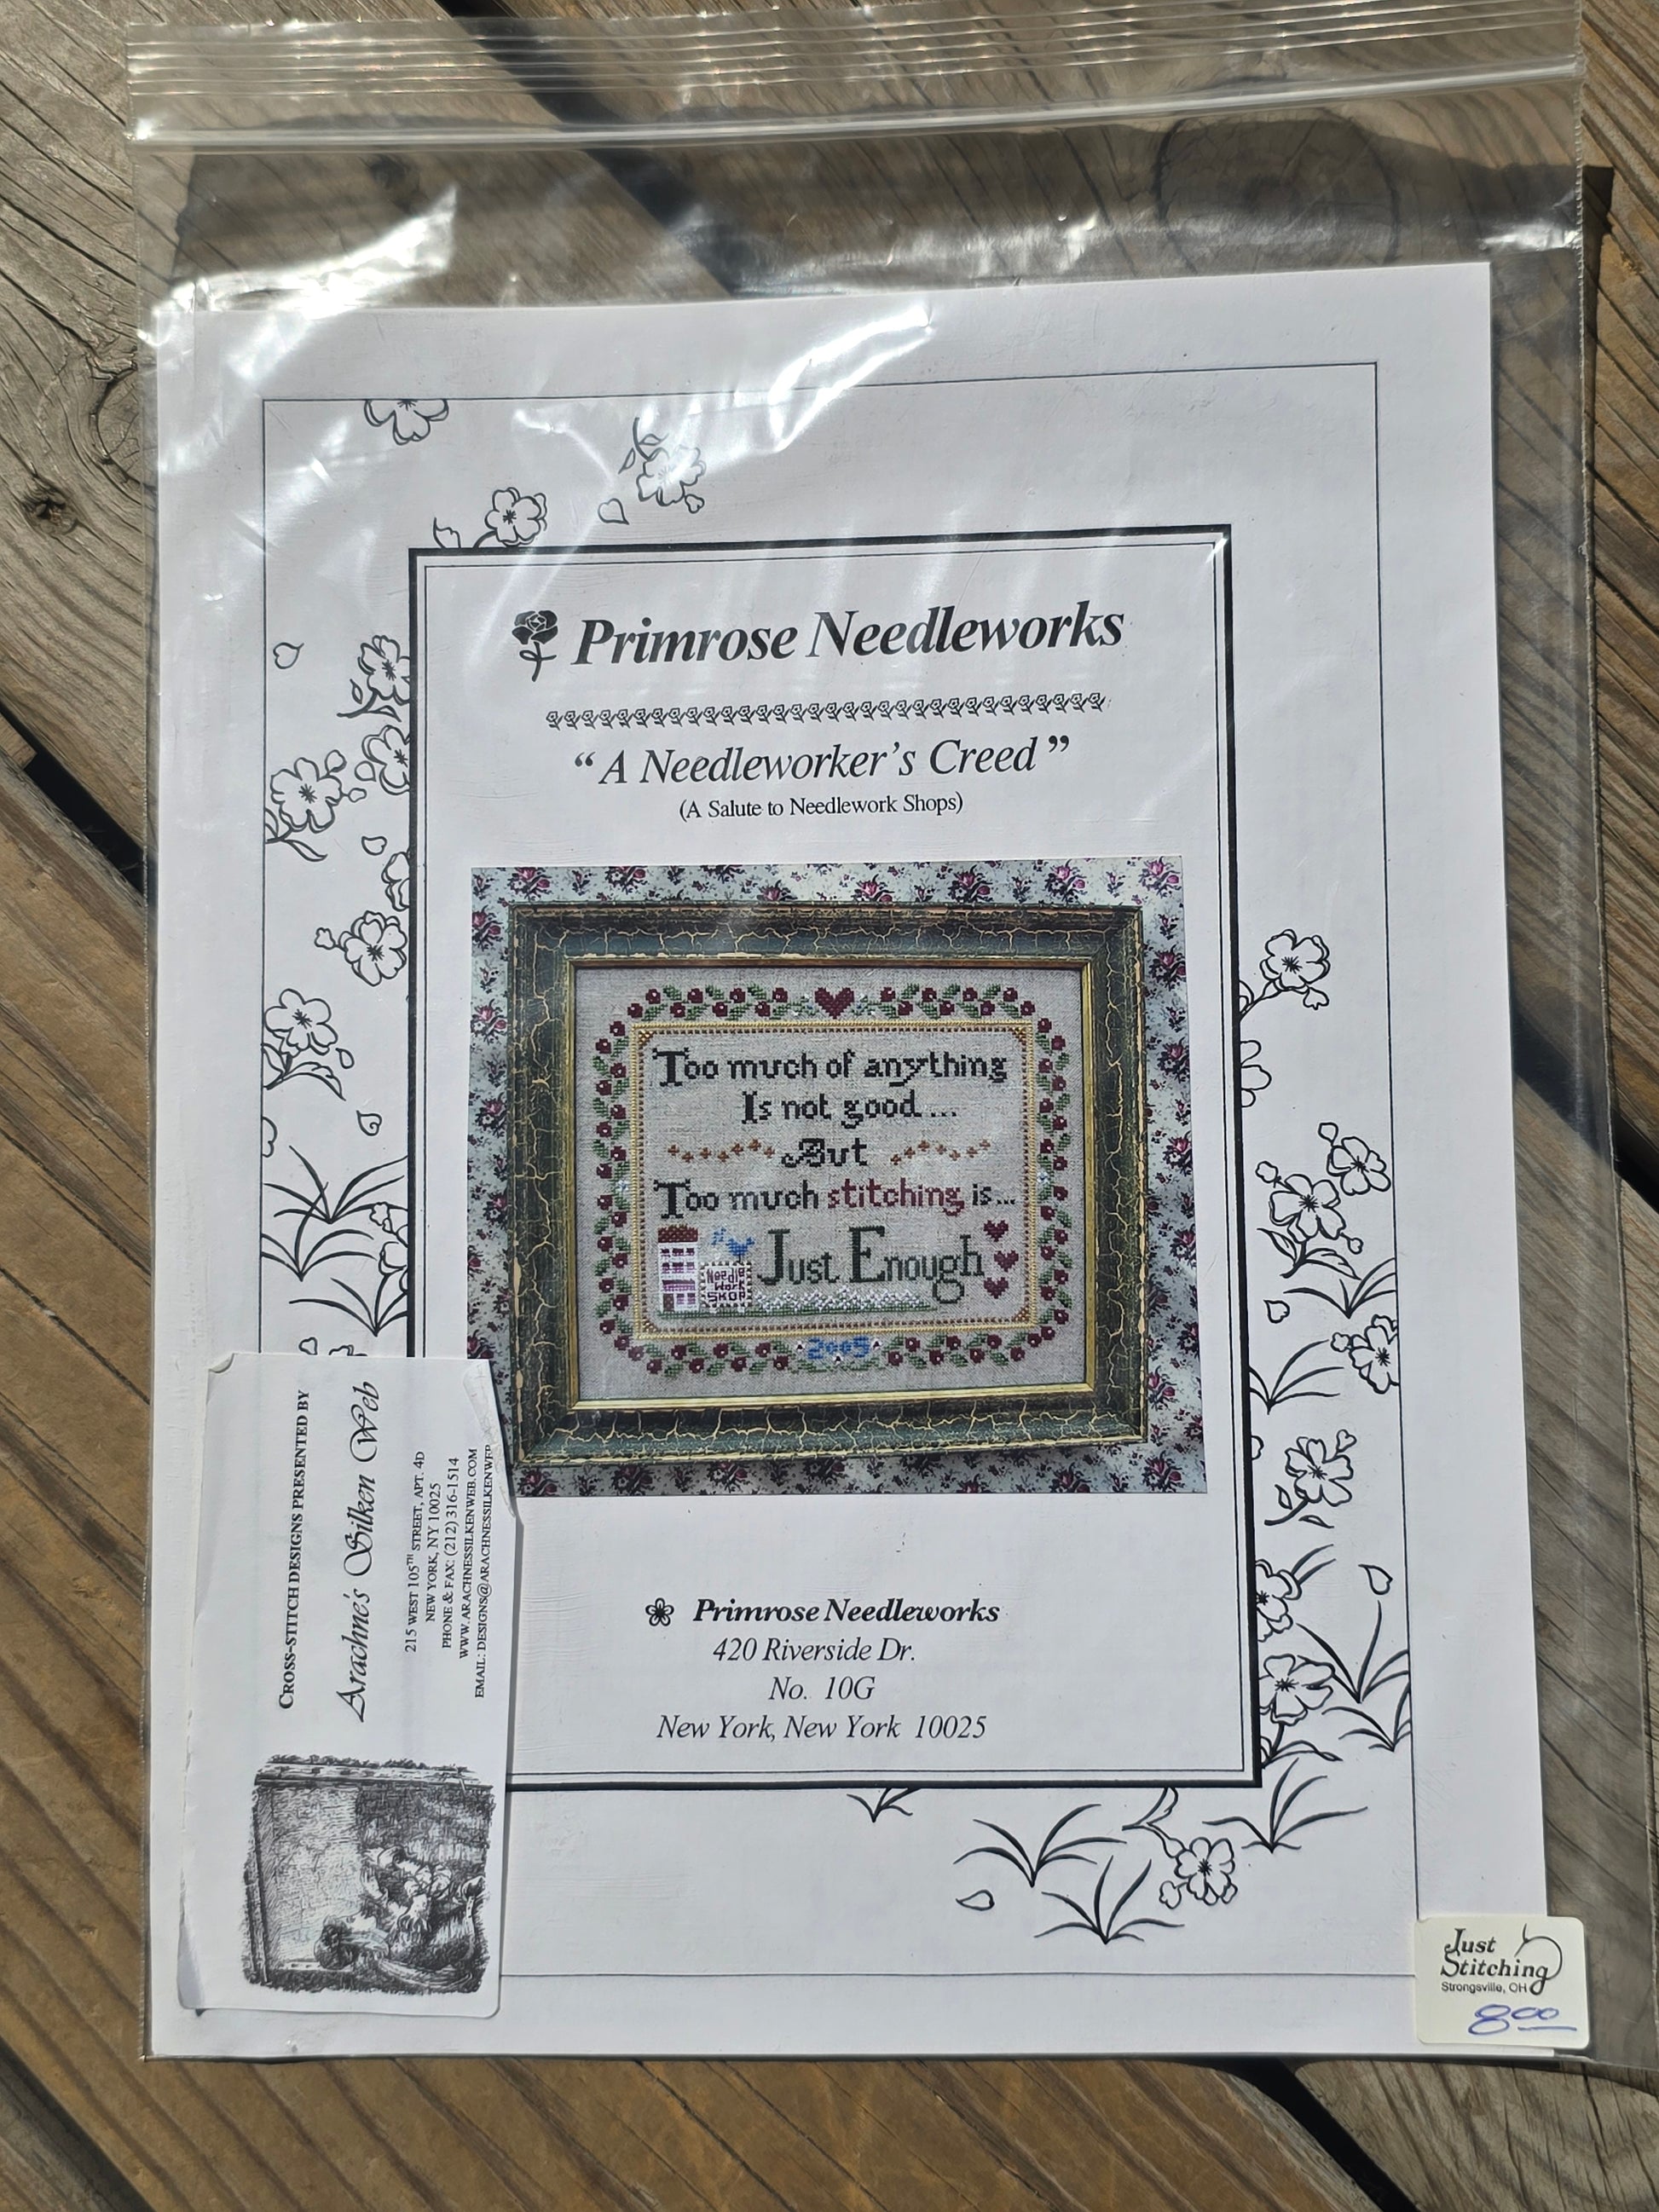 Primrose Needleworks
“A Needleworker's Creed”
(A Salute to Needlework Shops)
Too much of anything
Is not good...
But
Too much stitching is...
Just Enough
Needle
Work
Shop
2005
Primrose Needleworks
420 Riverside Dr.
No. 10G
New York, New York 10025
CROSS-STITCH DESIGNS PRESENTED BY
Arachne's Silken Web
215 WEST 105TH STREET, APT. 4D
NEW YORK, NY 10025
PHONE & FAX: (212) 316-1514
WWW.ARACHNESSILKENWEB.COM
EMAIL: DESIGNS@ARACHNESSILKENWEB
Just
Stitching
Strongsville, OH
8.00